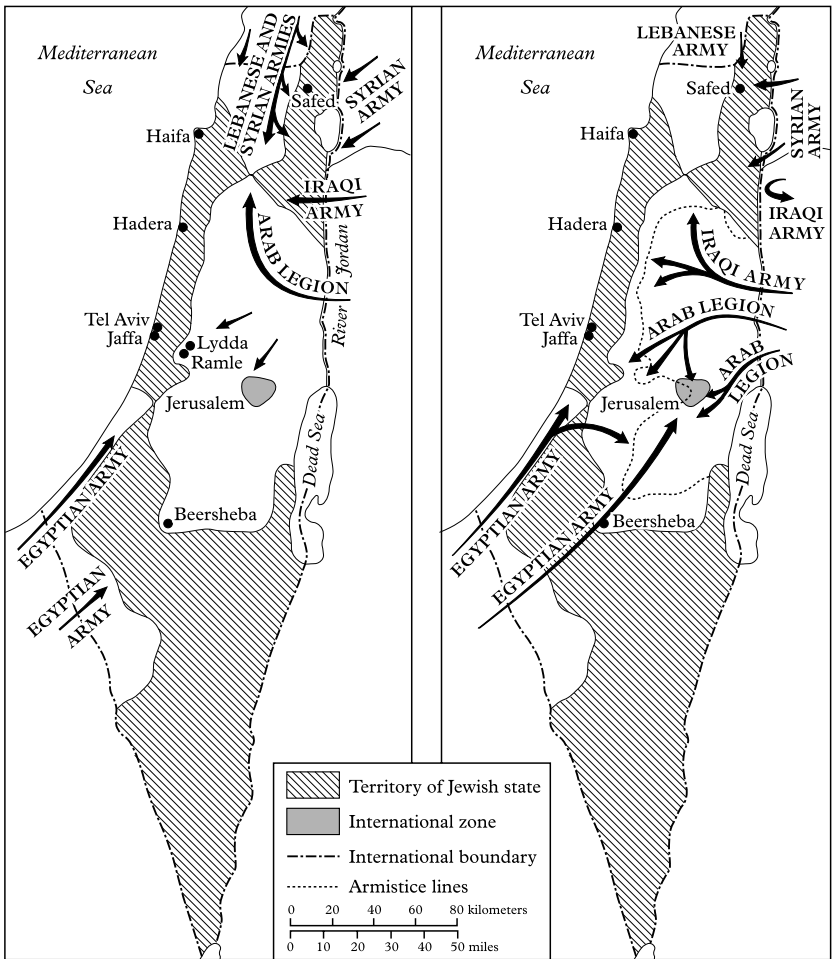 Mediterranean
Sea
LEBANESE AND
SYRIAN ARMIES
Safed
SYRIAN
ARMY
Haifa
IRAQI
ARMY
Hadera
ARAB LEGION
River Jordan
Tel Aviv
Jaffa
Lydda
Ramle
Jerusalem
Dead Sea
EGYPTIAN ARMY
Beersheba
EGYPTIAN
ARMY
Mediterranean
Sea
LEBANESE
ARMY
Safed
SYRIAN
ARMY
Haifa
IRAQI
ARMY
Hadera
IRAQI ARMY
ARAB LEGION
Tel Aviv
Jaffa
ARAB
LEGION
Jerusalem
Dead Sea
EGYPTIAN ARMY
EGYPTIAN ARMY
Beersheba
Territory of Jewish state
International zone
International boundary
Armistice lines
0 20 40 60 80 kilometers
0 10 20 30 40 50 miles